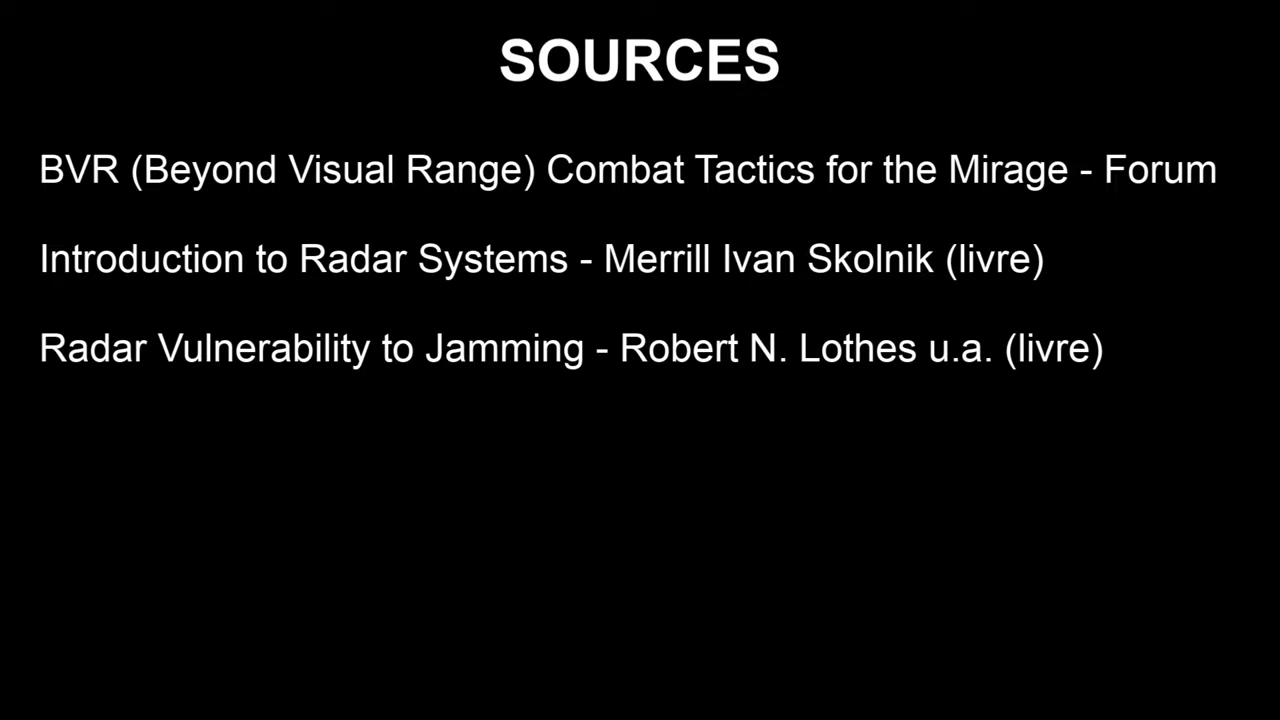 SOURCES
BVR (Beyond Visual Range) Combat Tactics for the Mirage - Forum
Introduction to Radar Systems - Merrill Ivan Skolnik (livre)
Radar Vulnerability to Jamming - Robert N. Lothes u.a. (livre)